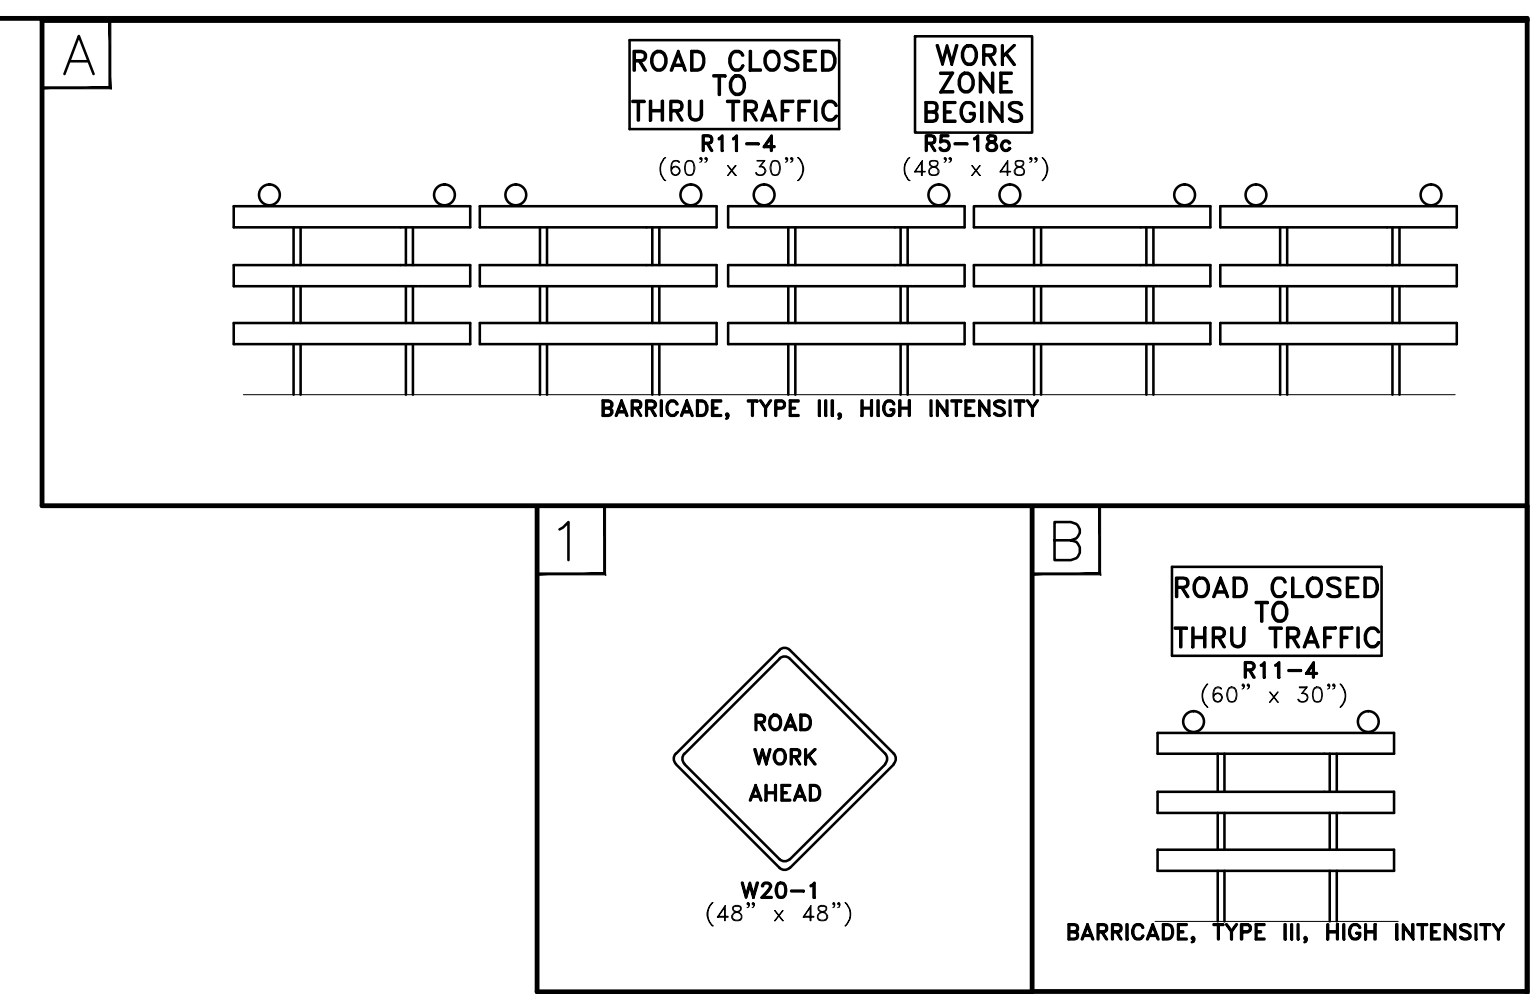 A
ROAD CLOSED
TO
THRU TRAFFIC
R11-4
(60" x 30")
WORK
ZONE
BEGINS
R5-18c
(48" x 48")
BARRICADE, TYPE III, HIGH INTENSITY
1
ROAD
WORK
AHEAD
W20-1
(48" x 48")
B
ROAD CLOSED
TO
THRU TRAFFIC
R11-4
(60" x 30")
BARRICADE, TYPE III, HIGH INTENSITY